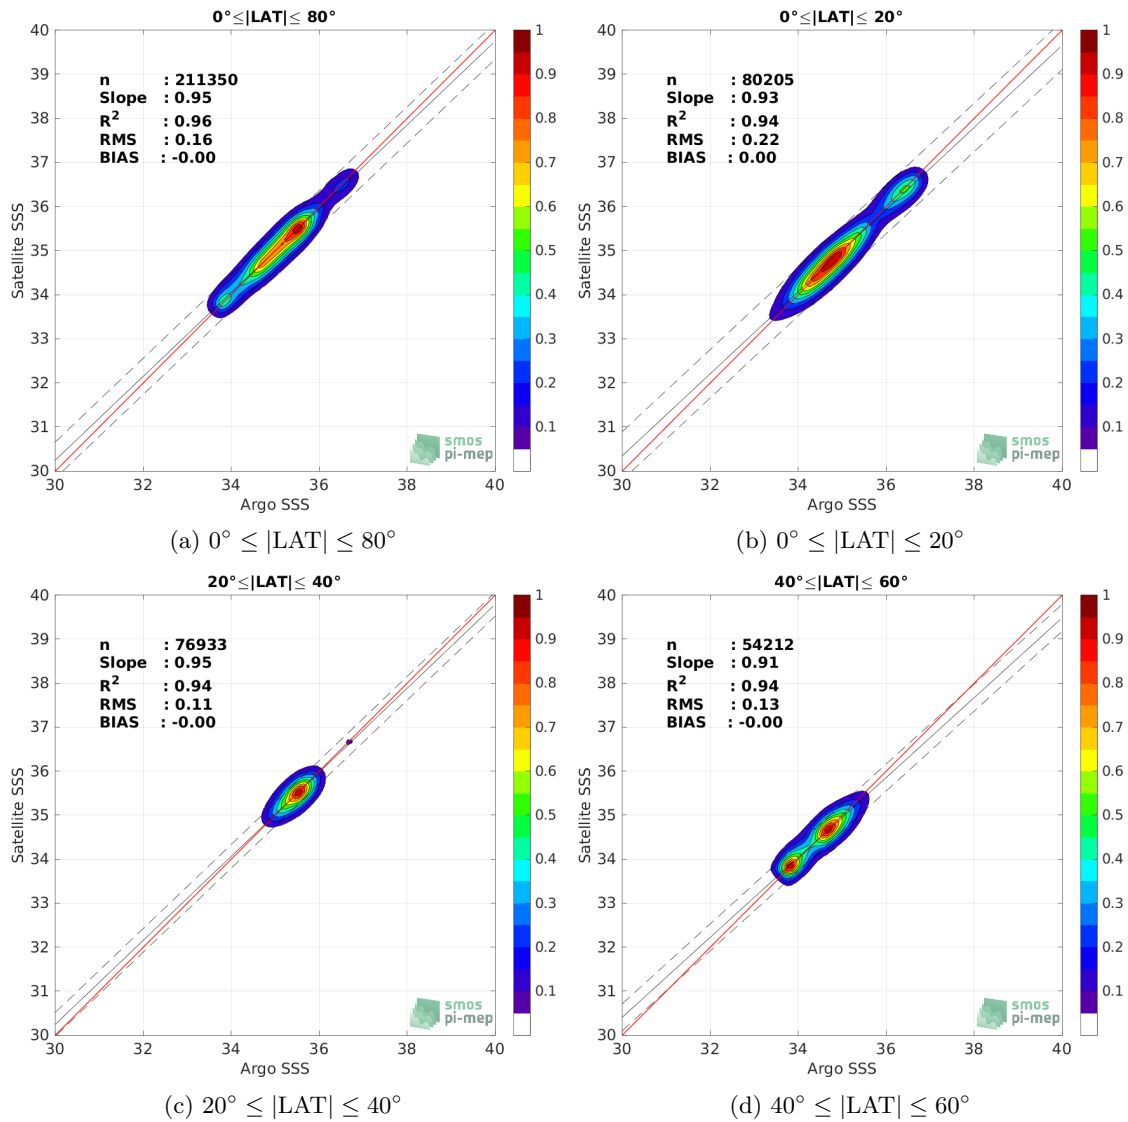 0°≤|LAT|≤ 80°
40
39
38
37
36
35
34
33
32
31
30
Satellite SSS
n : 211350
Slope : 0.95
R2 : 0.96
RMS : 0.16
BIAS : -0.00
smos
pi-mep
30 32 34 36 38 40
Argo SSS
1
0.9
0.8
0.7
0.6
0.5
0.4
0.3
0.2
0.1
(a) 0° ≤ |LAT| ≤ 80°
0°≤|LAT|≤ 20°
40
39
38
37
36
35
34
33
32
31
30
Satellite SSS
n : 80205
Slope : 0.93
R2 : 0.94
RMS : 0.22
BIAS : 0.00
smos
pi-mep
30 32 34 36 38 40
Argo SSS
1
0.9
0.8
0.7
0.6
0.5
0.4
0.3
0.2
0.1
(b) 0° ≤ |LAT| ≤ 20°
20°≤|LAT|≤ 40°
40
39
38
37
36
35
34
33
32
31
30
Satellite SSS
n : 76933
Slope : 0.95
R2 : 0.94
RMS : 0.11
BIAS : -0.00
smos
pi-mep
30 32 34 36 38 40
Argo SSS
1
0.9
0.8
0.7
0.6
0.5
0.4
0.3
0.2
0.1
(c) 20° ≤ |LAT| ≤ 40°
40°≤|LAT|≤ 60°
40
39
38
37
36
35
34
33
32
31
30
Satellite SSS
n : 54212
Slope : 0.91
R2 : 0.94
RMS : 0.13
BIAS : -0.00
smos
pi-mep
30 32 34 36 38 40
Argo SSS
1
0.9
0.8
0.7
0.6
0.5
0.4
0.3
0.2
0.1
(d) 40° ≤ |LAT| ≤ 60°